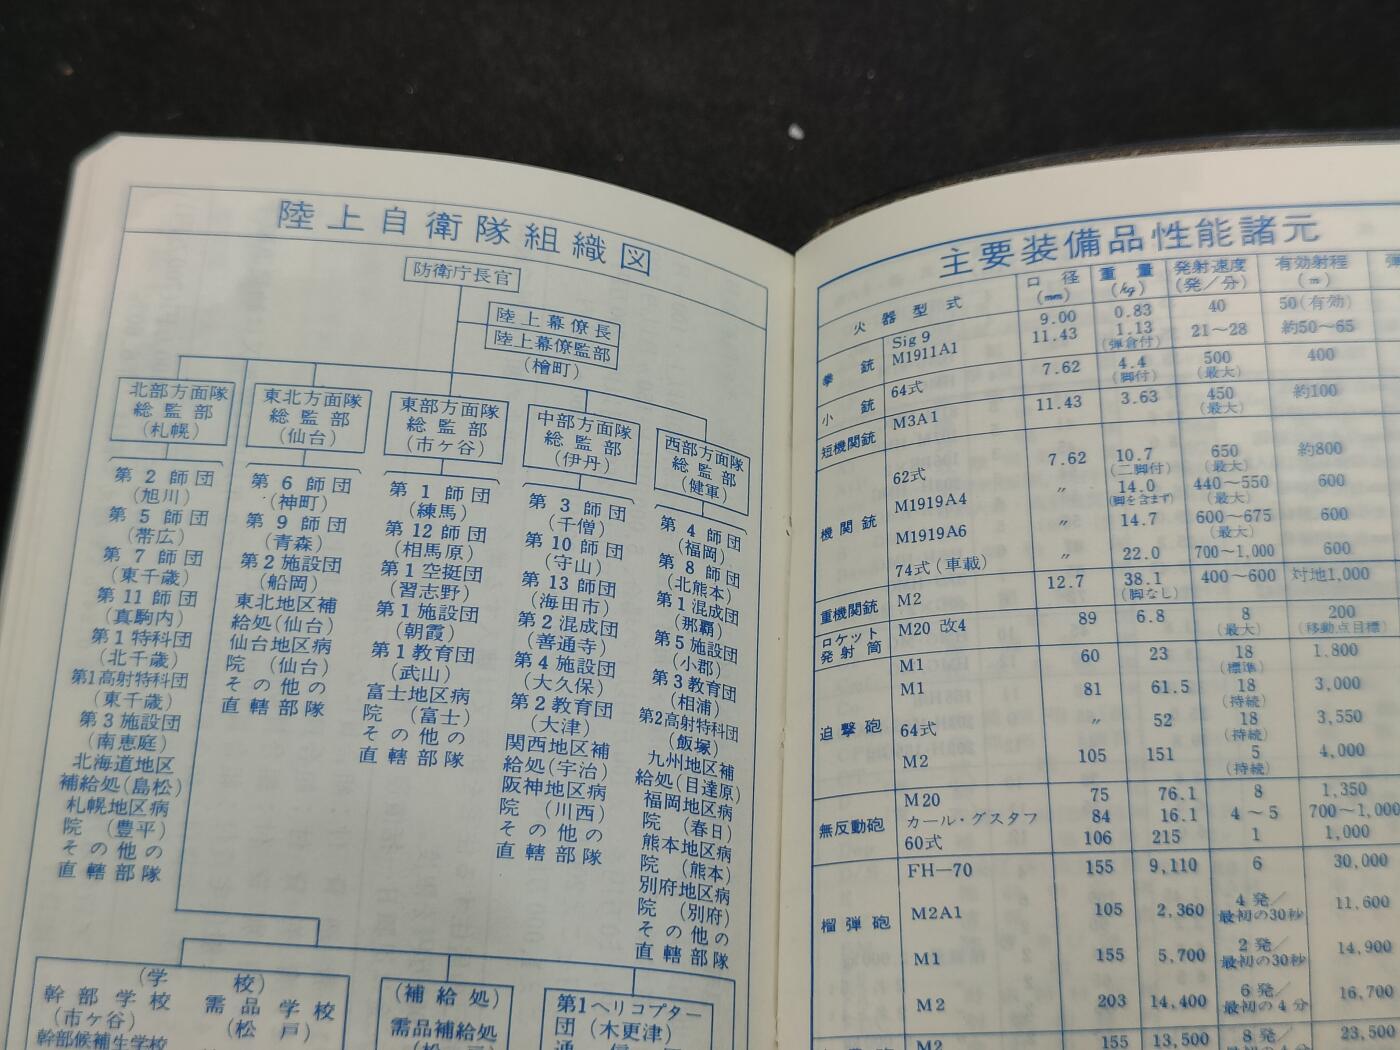 陸上自衛隊組織図
防衛庁長官
陸上幕僚長
陸上幕僚監部
(檜町)
北部方面隊
総監部
(札幌)
第2師団
(旭川)
第5師団
(帯広)
第7師団
(東千歳)
第11師団
(真駒内)
第1特科団
(北千歳)
第1高射特科団
(東千歳)
第3施設団
(南恵庭)
北海道地区
補給処(島松)
札幌地区病
院 (豊平)
その他の
直轄部隊
東北方面隊
総監部
(仙台)
第6師団
(神町)
第9師団
(青森)
第2施設団
(船岡)
東北地区補
給処(仙台)
仙台地区病
院 (仙台)
その他の
直轄部隊
東部方面隊
総監部
(市ヶ谷)
第1師団
(練馬)
第12師団
(相馬原)
第1空挺団
(習志野)
第1施設団
(朝霞)
第1教育団
(武山)
富士地区病
院 (富士)
その他の
直轄部隊
中部方面隊
総監部
(伊丹)
第3師団
(千僧)
第10師団
(守山)
第13師団
(海田市)
第2混成団
(善通寺)
第4施設団
(大久保)
第2教育団
(大津)
関西地区補
給処(宇治)
阪神地区病
院 (川西)
その他の
直轄部隊
西部方面隊
総監部
(健軍)
第4師団
(福岡)
第8師団
(北熊本)
第1混成団
(那覇)
第5施設団
(小郡)
第3教育団
(相浦)
第2高射特科団
(飯塚)
九州地区補
給処(目達原)
福岡地区病
院 (春日)
熊本地区病
院 (熊本)
別府地区病
院 (別府)
その他の
直轄部隊
(学 校)
幹部学校 需品学校
(市ケ谷) (松戸)
幹部候補生学校
(補給処)
需品補給処
第1ヘリコプター
団 (木更津)
主要装備品性能諸元
火器型式 口径(mm) 重量(kg) 発射速度(発/分) 有効射程(m) 弾
拳銃 Sig 9 9.00 0.83 40 50(有効)
M1911A1 11.43 1.13(弾倉付) 21〜28 約50〜65
小銃 64式 7.62 4.4(脚付) 500(最大) 400
短機関銃 M3A1 11.43 3.63 450(最大) 約100
機関銃 62式 7.62 10.7(二脚付) 650(最大) 約800
M1919A4 〃 14.0(脚を含まず) 440〜550(最大) 600
M1919A6 〃 14.7 600〜675(最大) 600
74式(車載) 〃 22.0 700〜1,000 600
重機関銃 M2 12.7 38.1(脚なし) 400〜600 対地1,000
ロケット発射筒 M20 改4 89 6.8 8(最大) 200(移動点目標)
迫撃砲 M1 60 23 18(標準) 1.800
M1 81 61.5 18(持続) 3,000
64式 〃 52 18(持続) 3,550
M2 105 151 5(持続) 4,000
無反動砲 M20 75 76.1 8 1,350
カール・グスタフ 84 16.1 4〜5 700〜1,000
60式 106 215 1 1,000
榴弾砲 FH—70 155 9,110 6 30,000
M2A1 105 2,360 4発/最初の30秒 11,600
M1 155 5,700 2発/最初の30秒 14,900
M2 203 14,400 6発/最初の4分 16,700
M2 155 13,500 8発/ 23,500